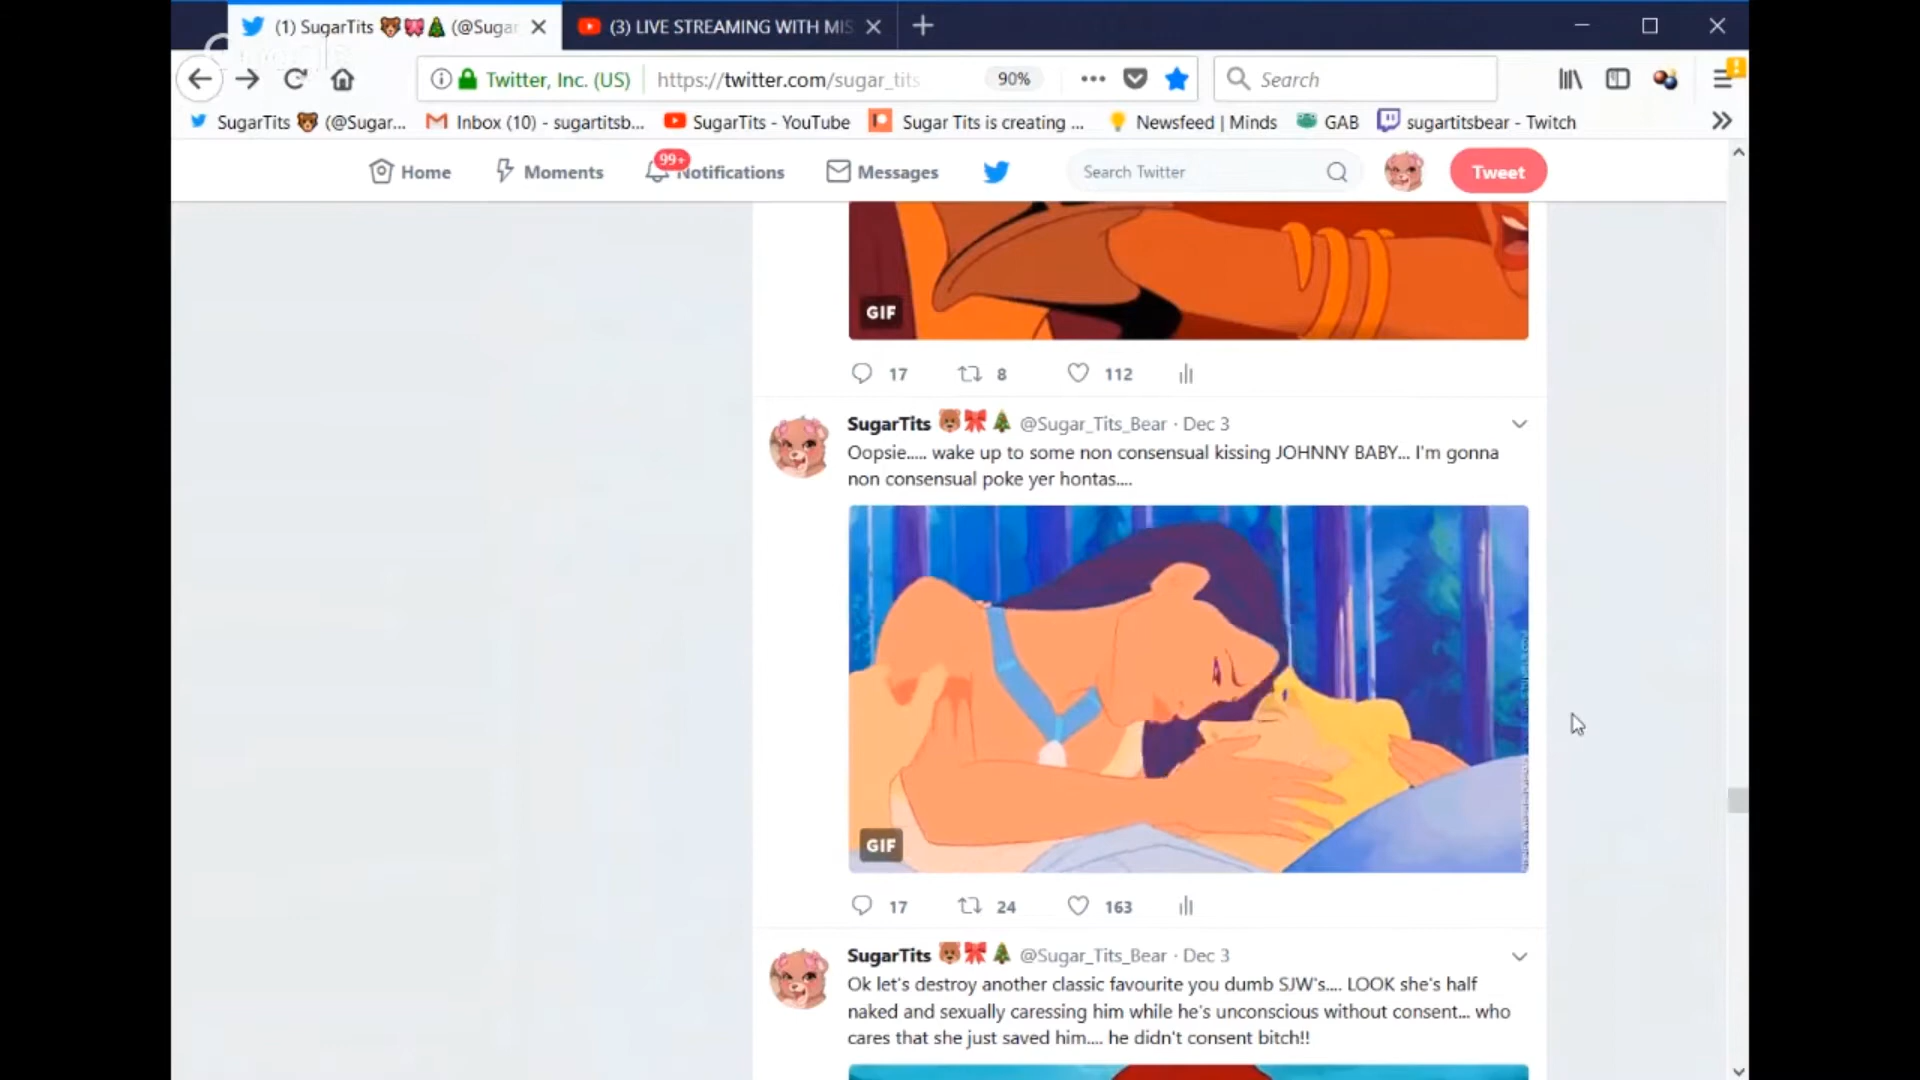 (1) SugarTits 🐻🎀🎄 (@Sugar
(3) LIVE STREAMING WITH MIS
Twitter, Inc. (US)
https://twitter.com/sugar_tits
90%
Search
SugarTits 🐻 (@Sugar...
Inbox (10) - sugartitsb...
SugarTits - YouTube
Sugar Tits is creating ...
Newsfeed | Minds
GAB
sugartitsbear - Twitch
Home
Moments
99+
Notifications
Messages
Search Twitter
Tweet
GIF
17
8
112
SugarTits 🐻🎀🎄 @Sugar_Tits_Bear · Dec 3
Oopsie..... wake up to some non consensual kissing JOHNNY BABY... I'm gonna
non consensual poke yer hontas....
GIF
17
24
163
SugarTits 🐻🎀🎄 @Sugar_Tits_Bear · Dec 3
Ok let's destroy another classic favourite you dumb SJW's.... LOOK she's half
naked and sexually caressing him while he's unconscious without consent... who
cares that she just saved him.... he didn't consent bitch!!